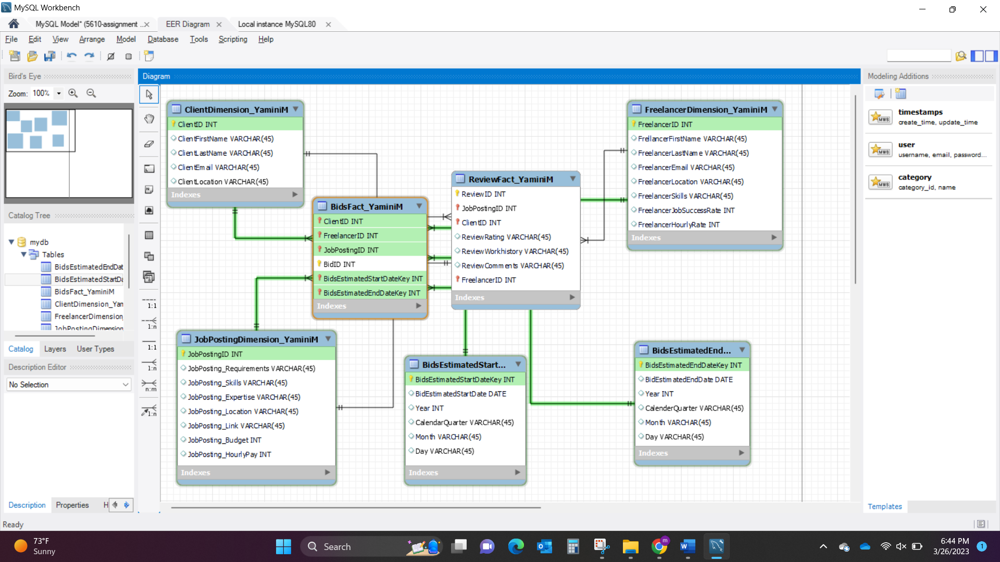 MySQL Workbench
MySQL Model* (5610-assignment ...
EER Diagram
Local instance MySQL80
File Edit View Arrange Model Database Tools Scripting Help
Bird's Eye
Zoom: 100%
Catalog Tree
mydb
Tables
BidsEstimatedEndDat
BidsEstimatedStartDa
BidsFact_YaminiM
ClientDimension_Yan
FreelancerDimension_
JobPostingDimension
Catalog Layers User Types
Description Editor
No Selection
Description Properties H
Ready
Diagram
1:1
1:n
1:1
1:n
n:m
1:n
ClientDimension_YaminiM
ClientID INT
ClientFirstName VARCHAR(45)
ClientLastName VARCHAR(45)
ClientEmail VARCHAR(45)
ClientLocation VARCHAR(45)
Indexes
BidsFact_YaminiM
ClientID INT
FreelancerID INT
JobPostingID INT
BidID INT
BidsEstimatedStartDateKey INT
BidsEstimatedEndDateKey INT
Indexes
ReviewFact_YaminiM
ReviewID INT
JobPostingID INT
ClientID INT
ReviewRating VARCHAR(45)
ReviewWorkhistory VARCHAR(45)
ReviewComments VARCHAR(45)
FreelancerID INT
Indexes
FreelancerDimension_YaminiM
FreelancerID INT
FrellancerFirstName VARCHAR(45)
FreelancerLastName VARCHAR(45)
FreelancerEmail VARCHAR(45)
FreelancerLocation VARCHAR(45)
FreelancerSkills VARCHAR(45)
FreelancerJobSuccessRate INT
FreelancerHourlyRate INT
Indexes
JobPostingDimension_YaminiM
JobPostingID INT
JobPosting_Requirements VARCHAR(45)
JobPosting_Skills VARCHAR(45)
JobPosting_Expertise VARCHAR(45)
JobPosting_Location VARCHAR(45)
JobPosting_Link VARCHAR(45)
JobPosting_Budget INT
JobPosting_HourlyPay INT
Indexes
BidsEstimatedStart...
BidsEstimatedStartDateKey INT
BidEstimatedStartDate DATE
Year INT
CalendarQuarter VARCHAR(45)
Month VARCHAR(45)
Day VARCHAR(45)
Indexes
BidsEstimatedEnd...
BidsEstimatedEndDateKey INT
BidEstimatedEndDate DATE
Year INT
CalenderQuarter VARCHAR(45)
Month VARCHAR(45)
Day VARCHAR(45)
Indexes
Modeling Additions
MWB
timestamps
create_time, update_time
MWB
user
username, email, password...
MWB
category
category_id, name
Templates
73°F
Sunny
Search
m
6:44 PM
3/26/2023
1